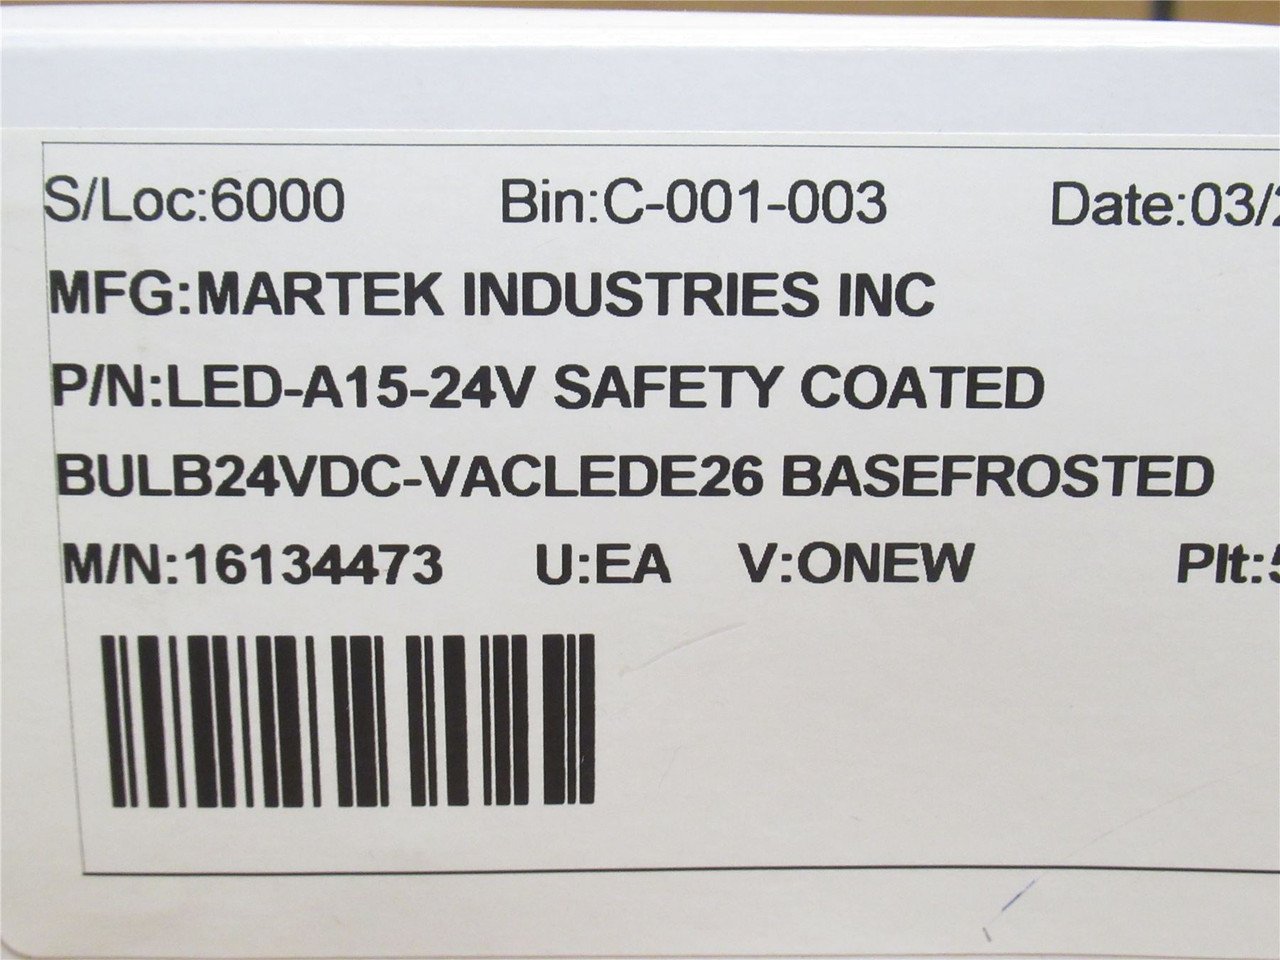 S/Loc:6000 Bin:C-001-003 Date:03/
MFG:MARTEK INDUSTRIES INC
P/N:LED-A15-24V SAFETY COATED
BULB24VDC-VACLEDE26 BASEFROSTED
M/N:16134473 U:EA V:ONEW Plt: